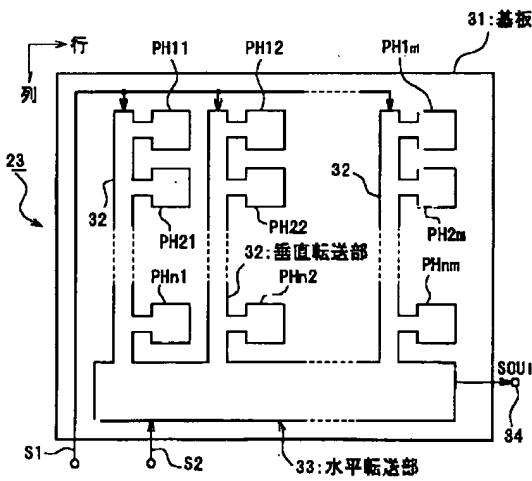 31:基板
行
列
PH11
PH12
PH1m
23
32
32
PH21
PH22
PH2m
32:垂直転送部
PHn1
PHn2
PHnm
SOUT
34
S1
S2
33:水平転送部